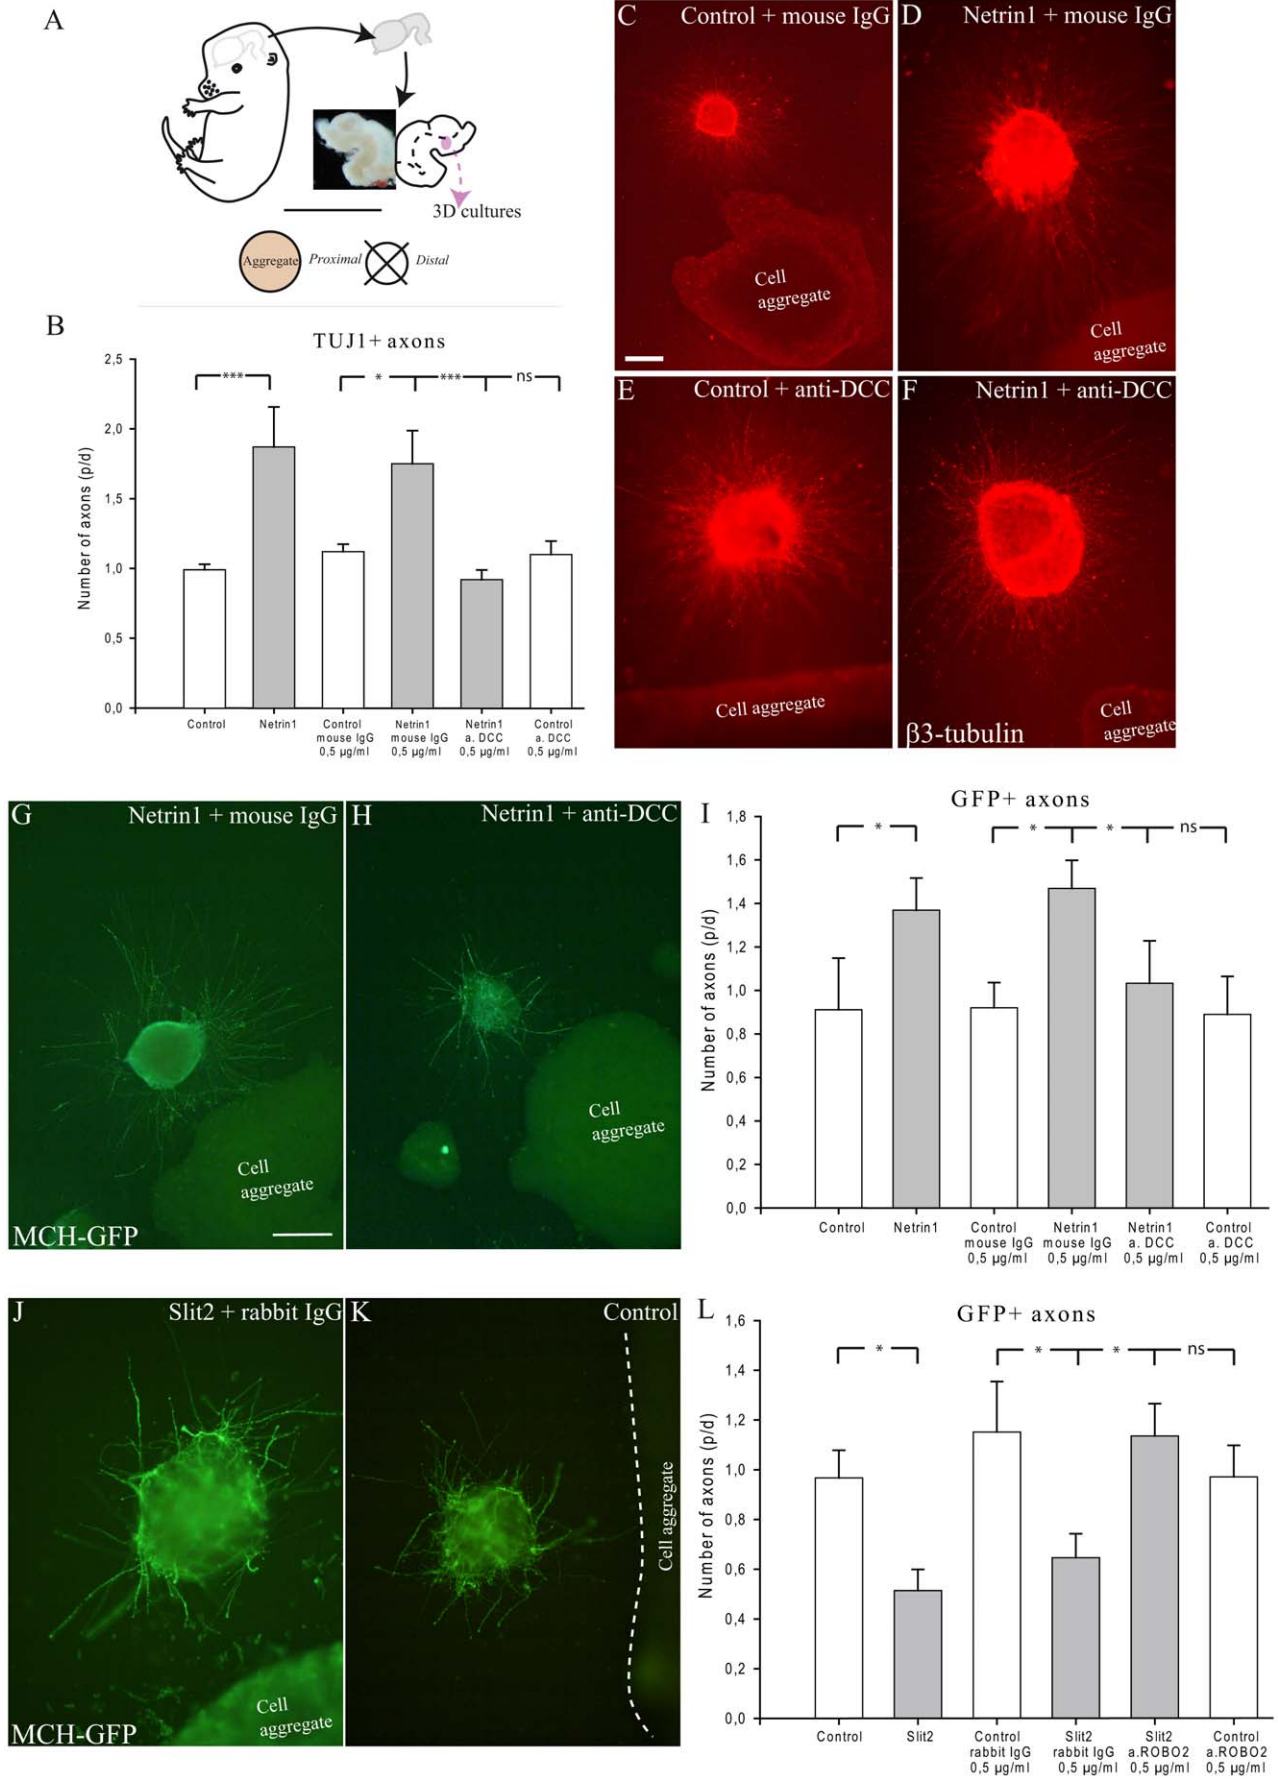 A
3D cultures
Aggregate Proximal Distal
B
TUJ1+ axons
Number of axons (p/d)
2,5
2,0
1,5
1,0
0,5
0,0
*** * *** ns
Control
Netrin1
Control
mouse IgG
0,5 µg/ml
Netrin1
mouse IgG
0,5 µg/ml
Netrin1
a. DCC
0,5 µg/ml
Control
a. DCC
0,5 µg/ml
C Control + mouse IgG
Cell
aggregate
D Netrin1 + mouse IgG
Cell
aggregate
E Control + anti-DCC
Cell aggregate
F Netrin1 + anti-DCC
Cell
aggregate
β3-tubulin
G Netrin1 + mouse IgG
Cell
aggregate
MCH-GFP
H Netrin1 + anti-DCC
Cell
aggregate
I
GFP+ axons
Number of axons (p/d)
1,8
1,6
1,4
1,2
1,0
0,8
0,6
0,4
0,2
0,0
* * * ns
Control
Netrin1
Control
mouse IgG
0,5 µg/ml
Netrin1
mouse IgG
0,5 µg/ml
Netrin1
a. DCC
0,5 µg/ml
Control
a. DCC
0,5 µg/ml
J Slit2 + rabbit IgG
Cell
aggregate
MCH-GFP
K Control
Cell aggregate
L
GFP+ axons
Number of axons (p/d)
1,6
1,4
1,2
1,0
0,8
0,6
0,4
0,2
0,0
* * * ns
Control
Slit2
Control
rabbit IgG
0,5 µg/ml
Slit2
rabbit IgG
0,5 µg/ml
Slit2
a.ROBO2
0,5 µg/ml
Control
a.ROBO2
0,5 µg/ml